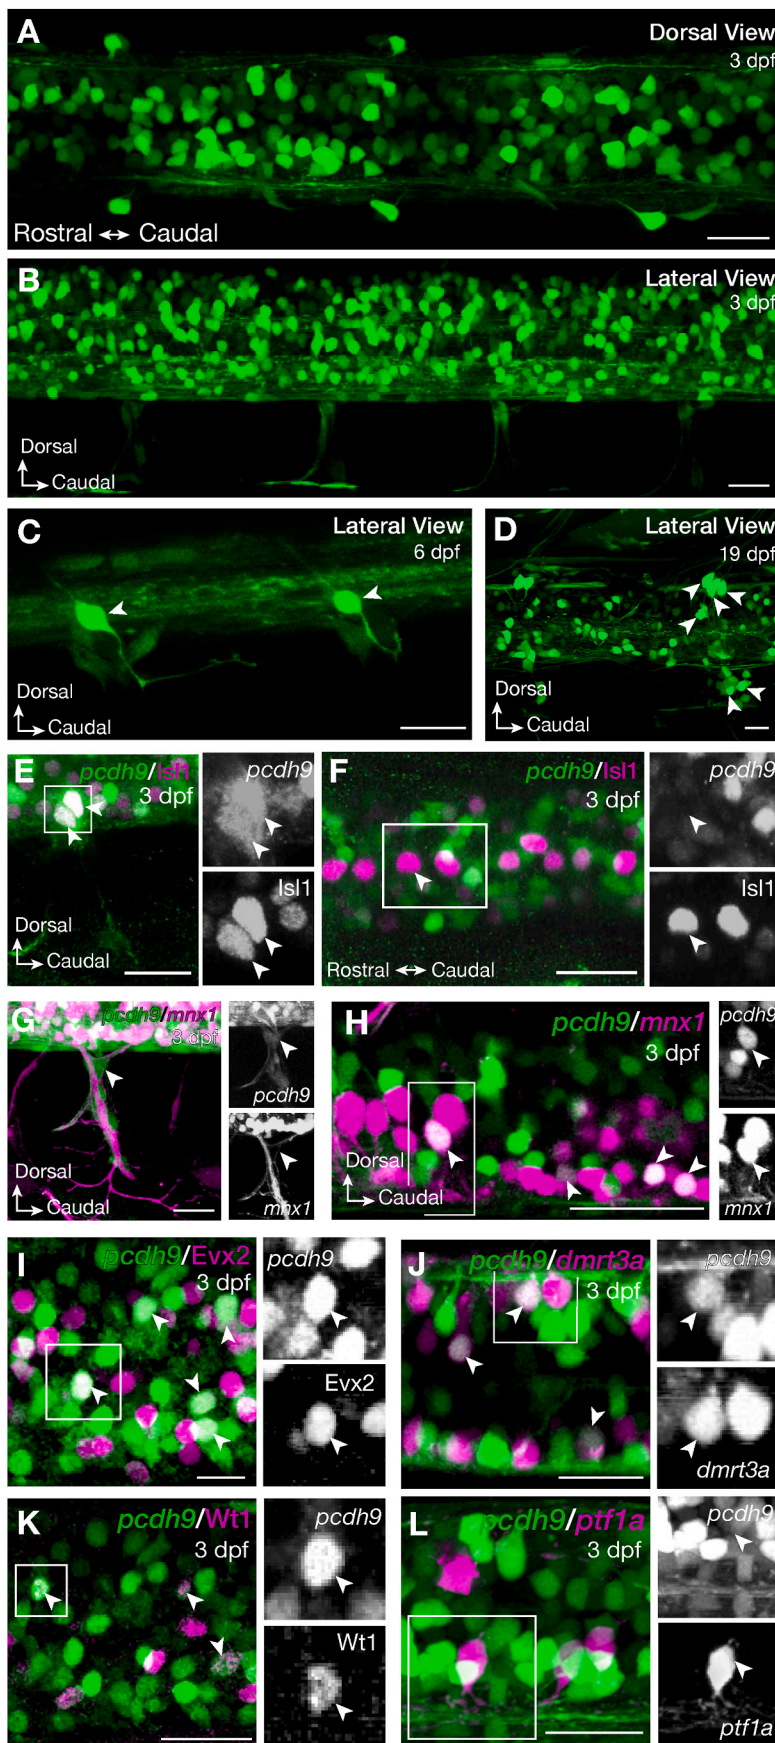 A
Dorsal View
3 dpf
Rostral ↔ Caudal
B
Lateral View
3 dpf
Dorsal
Caudal
C
Lateral View
6 dpf
Dorsal
Caudal
D
Lateral View
19 dpf
Dorsal
Caudal
E
pcdh9/Isl1
3 dpf
Dorsal
Caudal
pcdh9
Isl1
F
pcdh9/Isl1
3 dpf
Rostral ↔ Caudal
pcdh9
Isl1
G
pcdh9/mnx1
3 dpf
Dorsal
Caudal
pcdh9
mnx1
H
pcdh9/mnx1
3 dpf
Dorsal
Caudal
pcdh9
mnx1
I
pcdh9/Evx2
3 dpf
pcdh9
Evx2
J
pcdh9/dmrt3a
3 dpf
pcdh9
dmrt3a
K
pcdh9/Wt1
3 dpf
pcdh9
Wt1
L
pcdh9/ptf1a
3 dpf
pcdh9
ptf1a